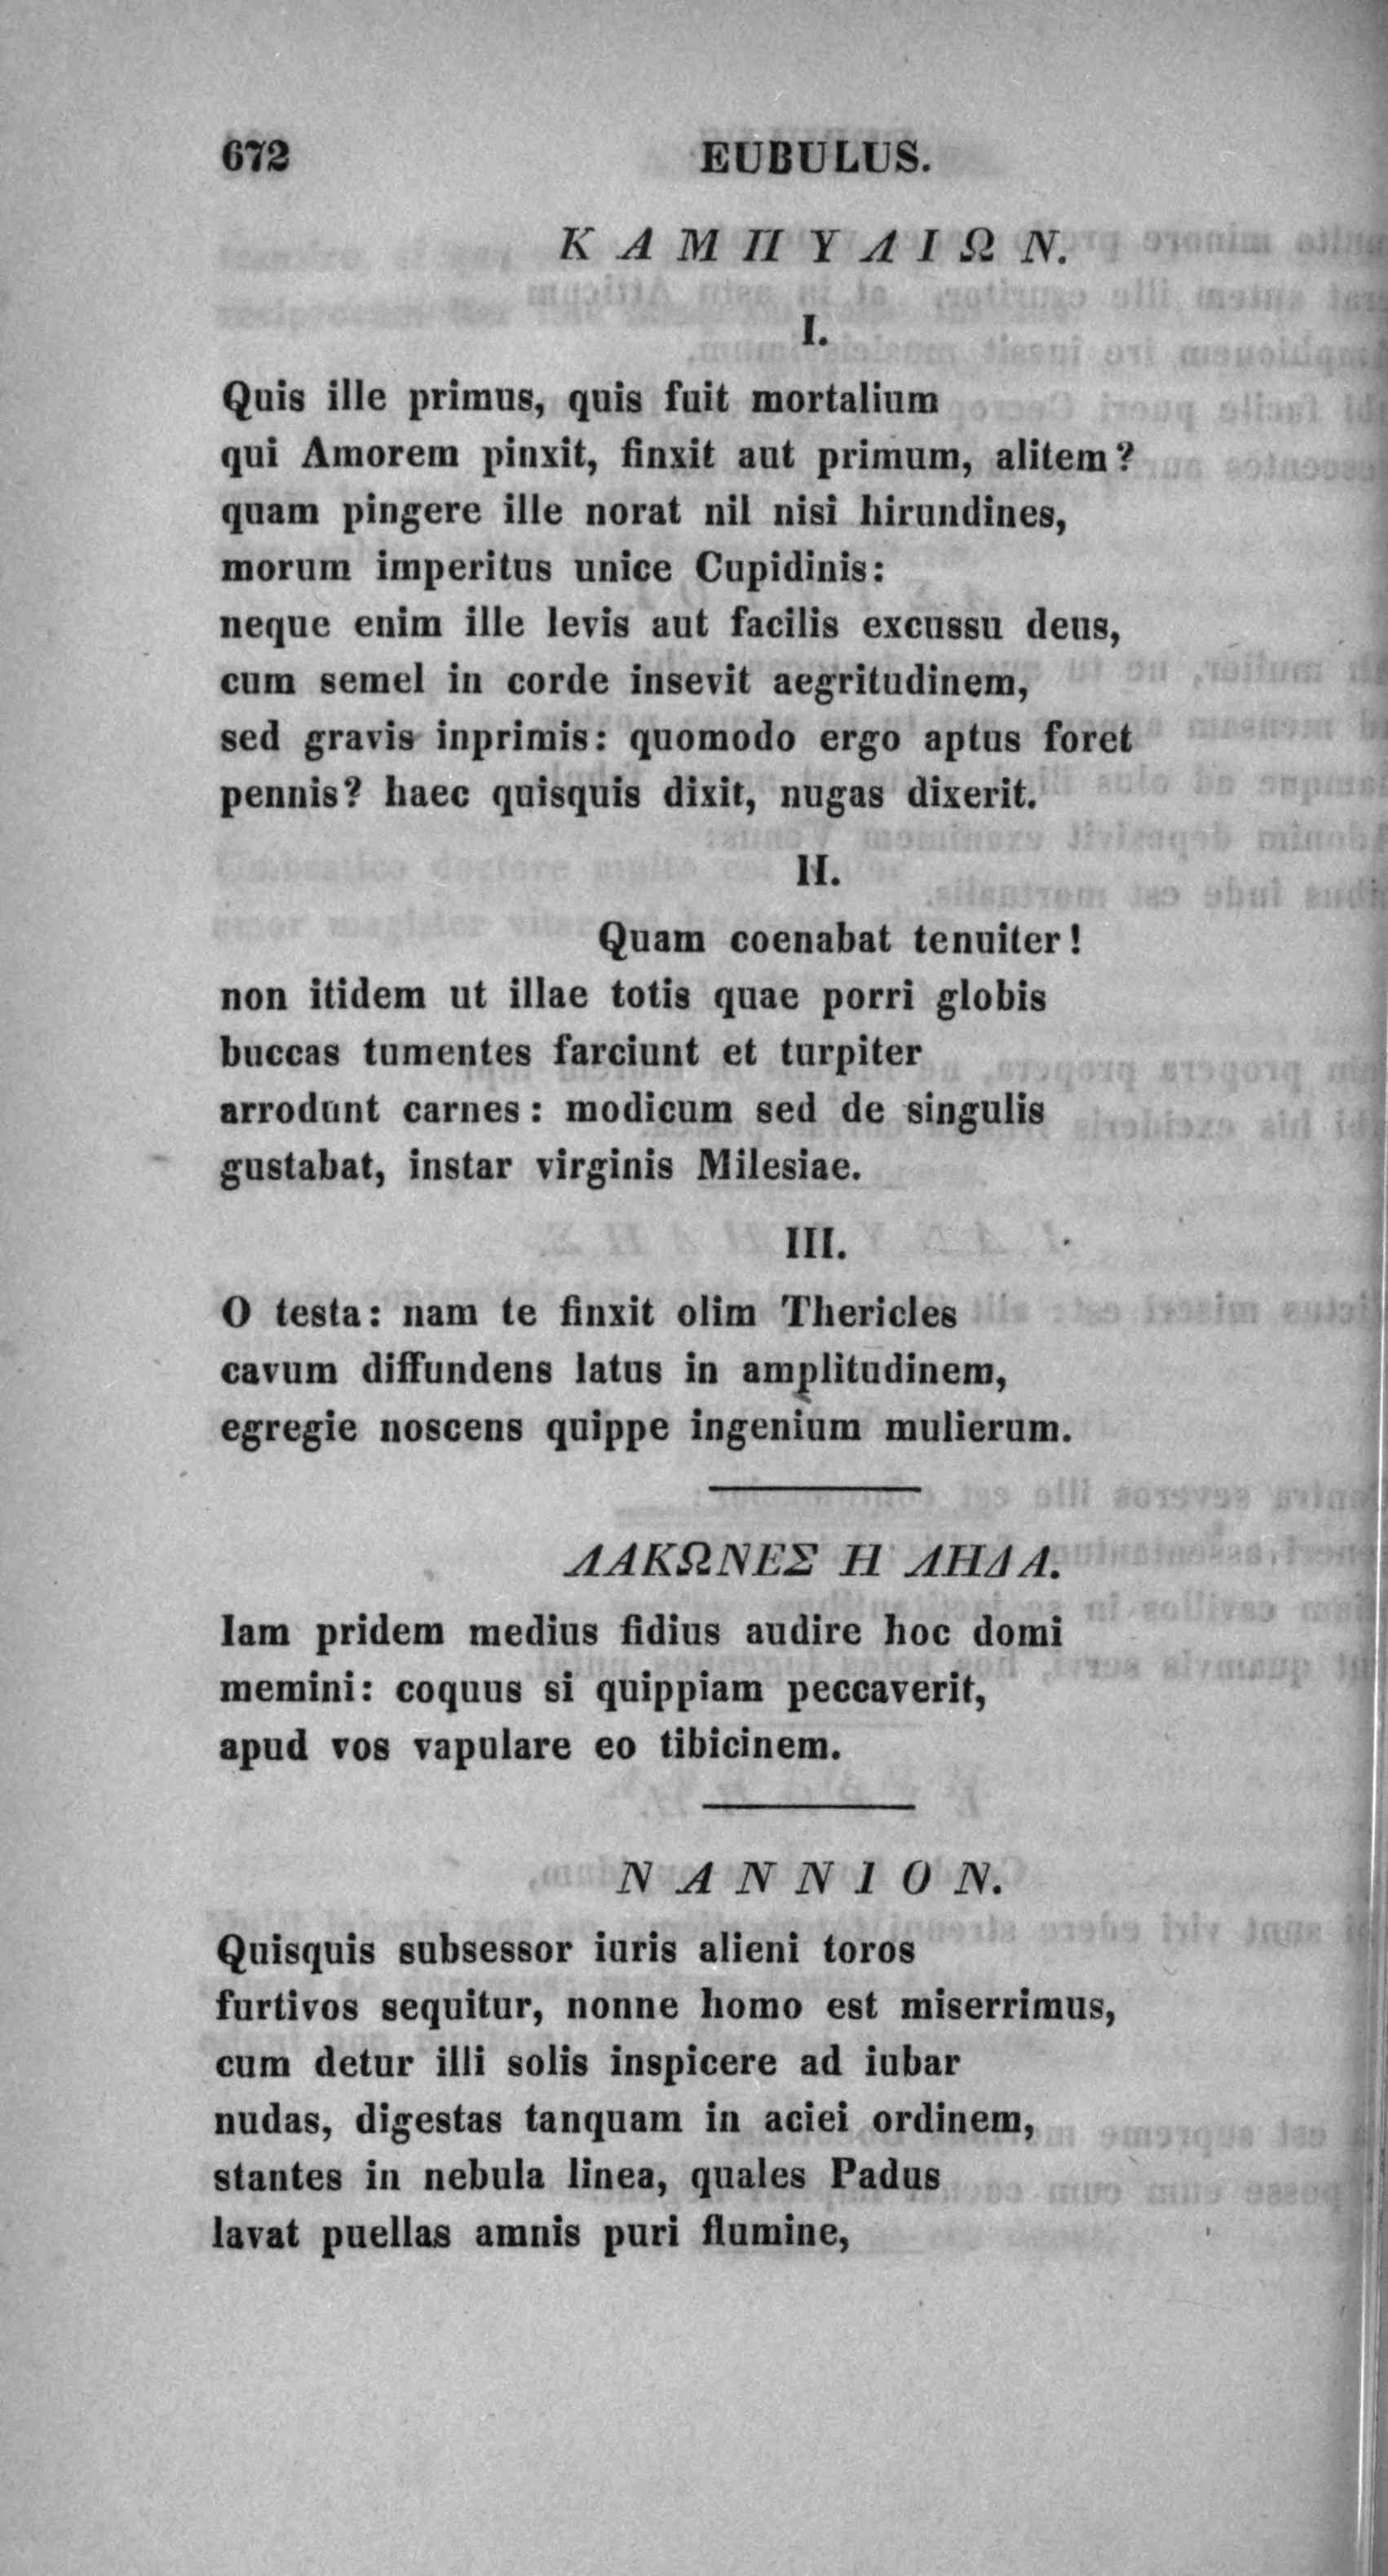 672 EUBULUS.
ΚΑΜΠΥΛΙΩΝ.
I.
Quis ille primus, quis fuit mortalium
qui Amorem pinxit, finxit aut primum, alitem?
quam pingere ille norat nil nisi hirundines,
morum imperitus unice Cupidinis:
neque enim ille levis aut facilis excussu deus,
cum semel in corde insevit aegritudinem,
sed gravis inprimis: quomodo ergo aptus foret
pennis? haec quisquis dixit, nugas dixerit.
II.
Quam coenabat tenuiter!
non itidem ut illae totis quae porri globis
buccas tumentes farciunt et turpiter
arrodunt carnes: modicum sed de singulis
gustabat, instar virginis Milesiae.
III.
O testa: nam te finxit olim Thericles
cavum diffundens latus in amplitudinem,
egregie noscens quippe ingenium mulierum.
ΛΑΚΩΝΕΣ Η ΛΗΔΑ.
Iam pridem medius fidius audire hoc domi
memini: coquus si quippiam peccaverit,
apud vos vapulare eo tibicinem.
ΝΑΝΝΙΟΝ.
Quisquis subsessor iuris alieni toros
furtivos sequitur, nonne homo est miserrimus,
cum detur illi solis inspicere ad iubar
nudas, digestas tanquam in aciei ordinem,
stantes in nebula linea, quales Padus
lavat puellas amnis puri flumine,